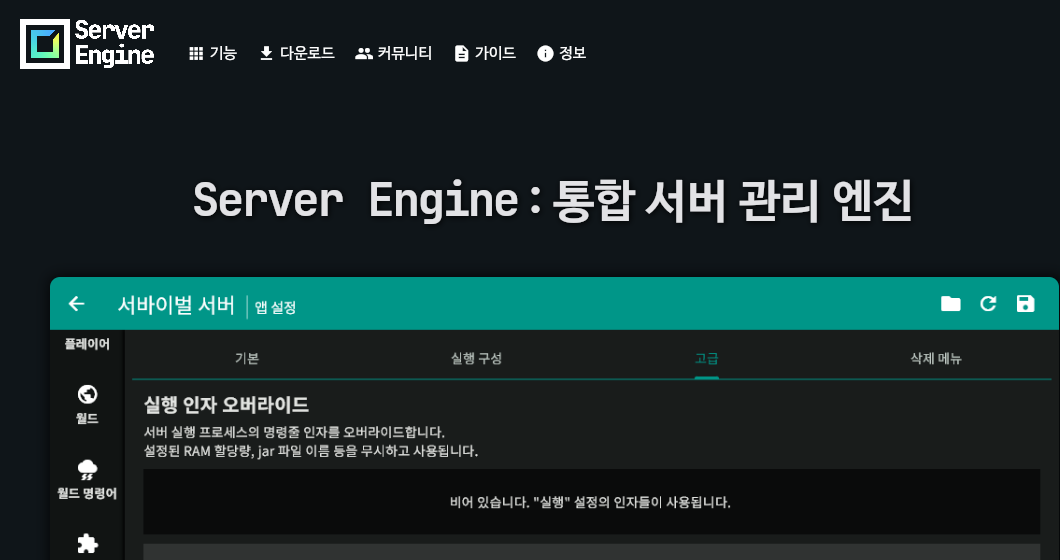 Server
Engine
기능 다운로드 커뮤니티 가이드 정보
Server Engine : 통합 서버 관리 엔진
서바이벌 서버 앱 설정
플레이어
기본 실행 구성 고급 삭제 메뉴
월드
실행 인자 오버라이드
서버 실행 프로세스의 명령줄 인자를 오버라이드합니다.
설정된 RAM 할당량, jar 파일 이름 등을 무시하고 사용됩니다.
월드 명령어
비어 있습니다. "실행" 설정의 인자들이 사용됩니다.